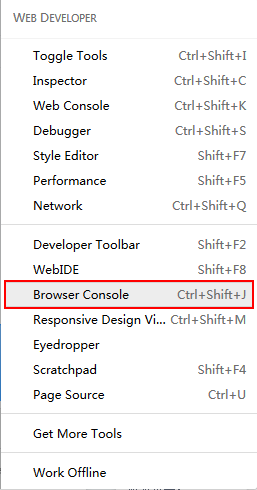 WEB DEVELOPER
Toggle Tools Ctrl+Shift+I
Inspector Ctrl+Shift+C
Web Console Ctrl+Shift+K
Debugger Ctrl+Shift+S
Style Editor Shift+F7
Performance Shift+F5
Network Ctrl+Shift+Q
Developer Toolbar Shift+F2
WebIDE Shift+F8
Browser Console Ctrl+Shift+J
Responsive Design Vi... Ctrl+Shift+M
Eyedropper
Scratchpad Shift+F4
Page Source Ctrl+U
Get More Tools
Work Offline